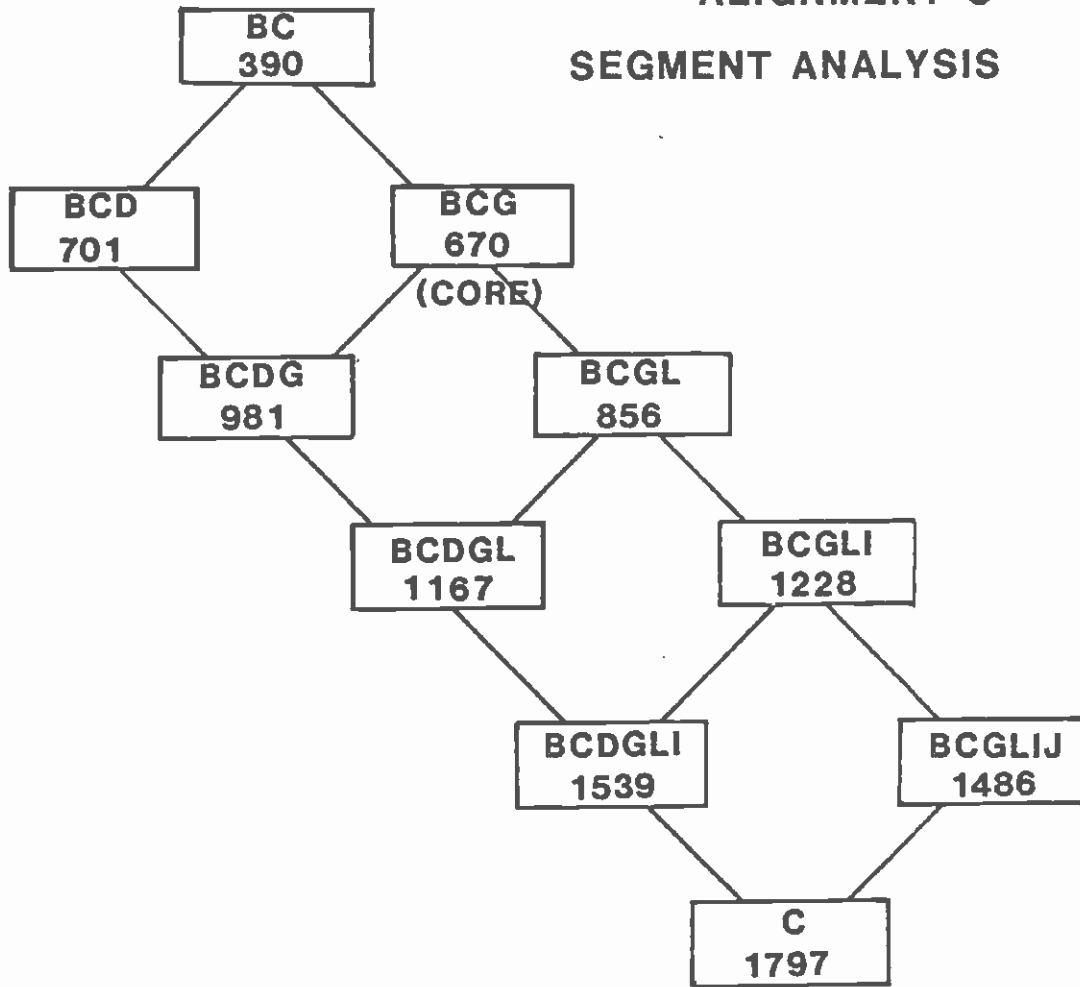 SEGMENT ANALYSIS
BC
390
BCD
701
BCG
670
(CORE)
BCDG
981
BCGL
856
BCDGL
1167
BCGLI
1228
BCDGLI
1539
BCGLIJ
1486
C
1797